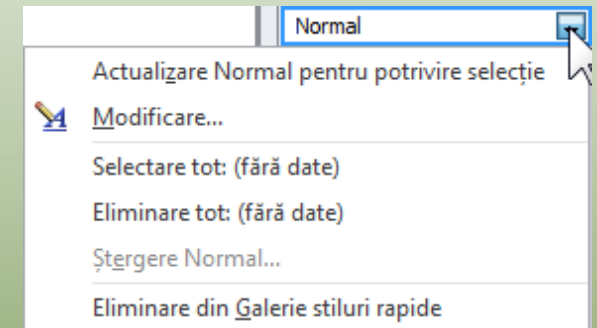 Normal
Actualizare Normal pentru potrivire selecție
Modificare...
Selectare tot: (fără date)
Eliminare tot: (fără date)
Ștergere Normal...
Eliminare din Galerie stiluri rapide